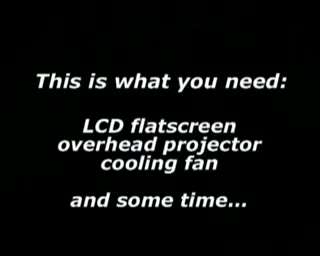 This is what you need:
LCD flatscreen
overhead projector
cooling fan
and some time...